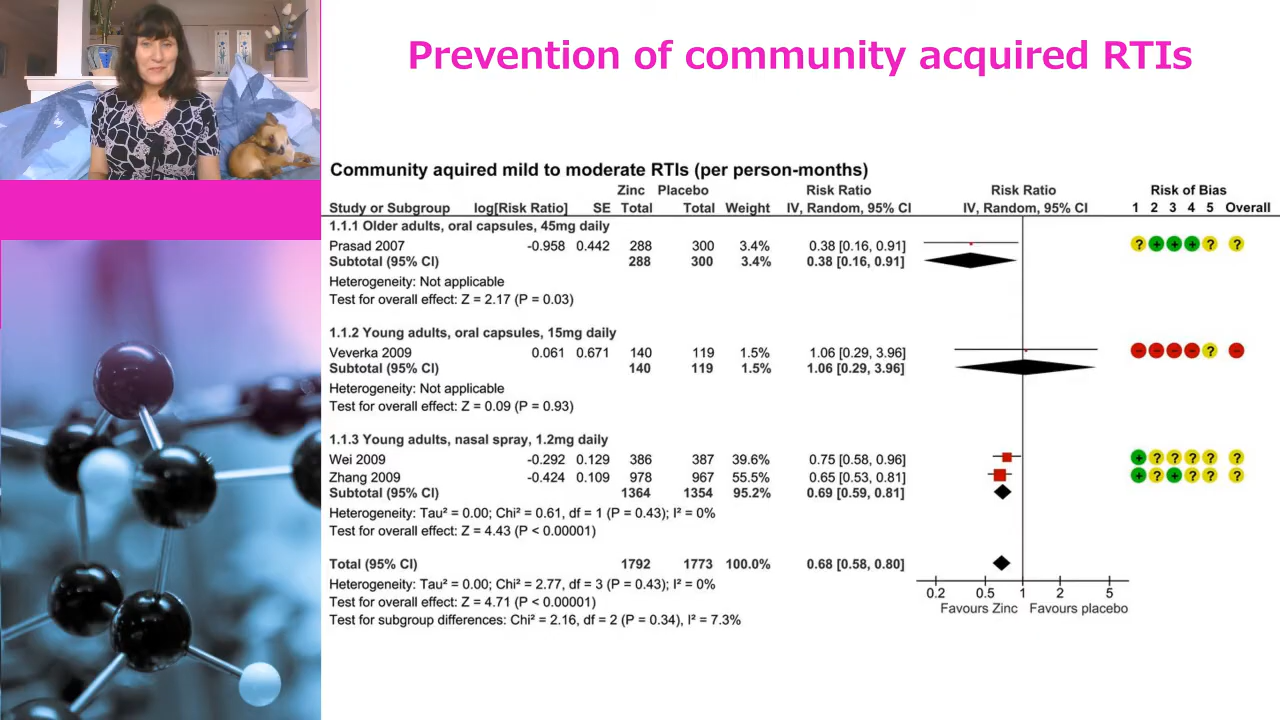 Prevention of community acquired RTIs
Community aquired mild to moderate RTIs (per person-months)
Zinc Placebo Risk Ratio Risk Ratio Risk of Bias
Study or Subgroup log[Risk Ratio] SE Total Total Weight IV, Random, 95% CI IV, Random, 95% CI 1 2 3 4 5 Overall
1.1.1 Older adults, oral capsules, 45mg daily
Prasad 2007 -0.958 0.442 288 300 3.4% 0.38 [0.16, 0.91] ? + + + ? ?
Subtotal (95% CI) 288 300 3.4% 0.38 [0.16, 0.91]
Heterogeneity: Not applicable
Test for overall effect: Z = 2.17 (P = 0.03)
1.1.2 Young adults, oral capsules, 15mg daily
Veverka 2009 0.061 0.671 140 119 1.5% 1.06 [0.29, 3.96] - - - - ? -
Subtotal (95% CI) 140 119 1.5% 1.06 [0.29, 3.96]
Heterogeneity: Not applicable
Test for overall effect: Z = 0.09 (P = 0.93)
1.1.3 Young adults, nasal spray, 1.2mg daily
Wei 2009 -0.292 0.129 386 387 39.6% 0.75 [0.58, 0.96] + ? ? ? ? ?
Zhang 2009 -0.424 0.109 978 967 55.5% 0.65 [0.53, 0.81] + ? + ? ? ?
Subtotal (95% CI) 1364 1354 95.2% 0.69 [0.59, 0.81]
Heterogeneity: Tau² = 0.00; Chi² = 0.61, df = 1 (P = 0.43); I² = 0%
Test for overall effect: Z = 4.43 (P < 0.00001)
Total (95% CI) 1792 1773 100.0% 0.68 [0.58, 0.80]
Heterogeneity: Tau² = 0.00; Chi² = 2.77, df = 3 (P = 0.43); I² = 0%
Test for overall effect: Z = 4.71 (P < 0.00001)
Test for subgroup differences: Chi² = 2.16, df = 2 (P = 0.34), I² = 7.3%
0.2 0.5 1 2 5
Favours Zinc Favours placebo